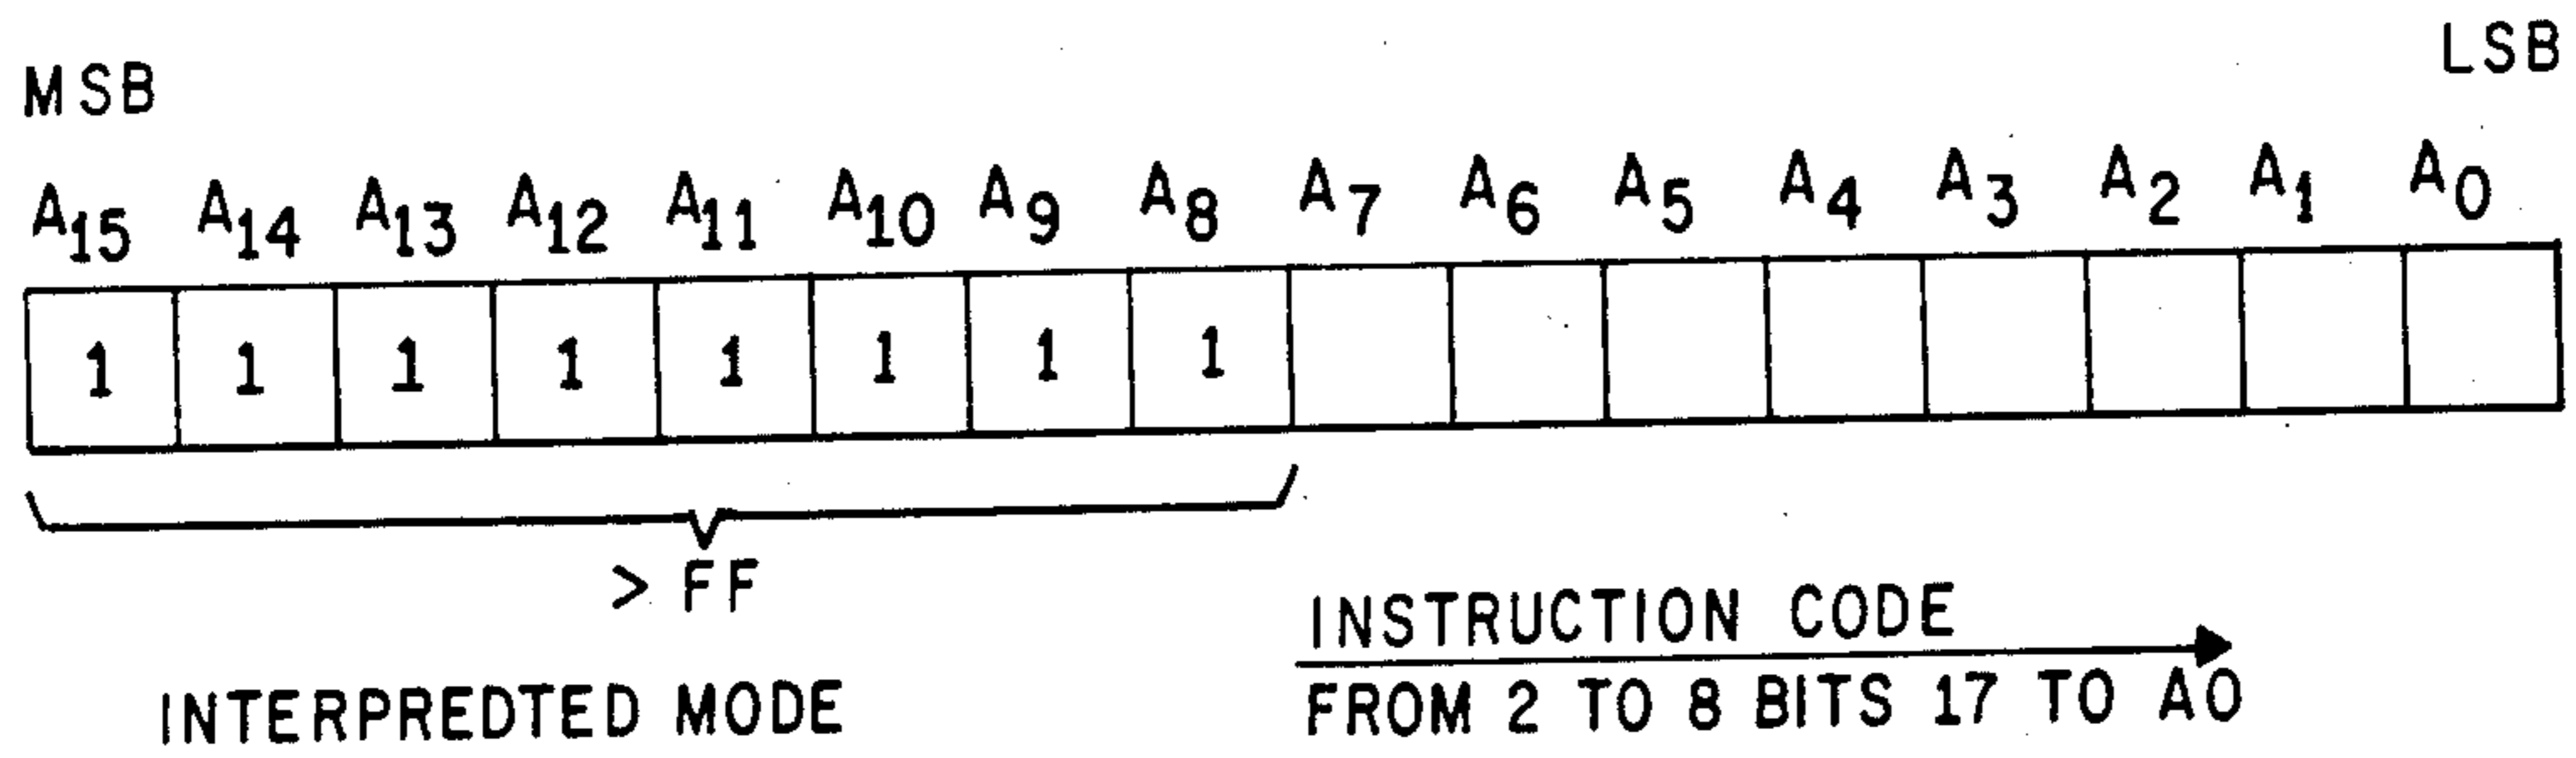 MSB LSB
A15 A14 A13 A12 A11 A10 A9 A8 A7 A6 A5 A4 A3 A2 A1 A0
1 1 1 1 1 1 1 1
> FF
INSTRUCTION CODE
FROM 2 TO 8 BITS 17 TO A0
INTERPREDTED MODE